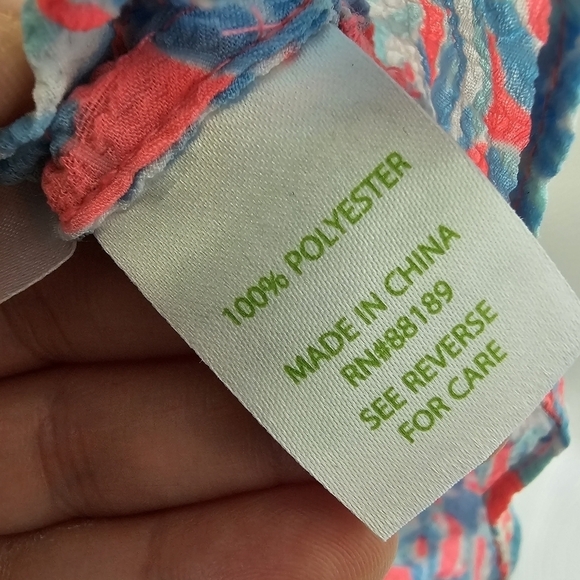 100% POLYESTER
MADE IN CHINA
RN#88189
SEE REVERSE
FOR CARE